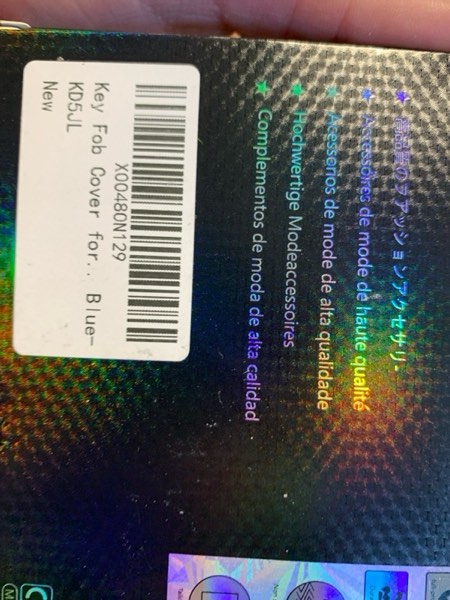 ★ 高品質のファッションアクセサリ-
★ Accessoires de mode de haute qualité
★ Acessorios de mode de alta qualidade
★ Hochwertige Modeaccessoires
★ Complementos de moda de alta calidad
X00480N129
Key Fob Cover for.. Blue-
KD5JL
New